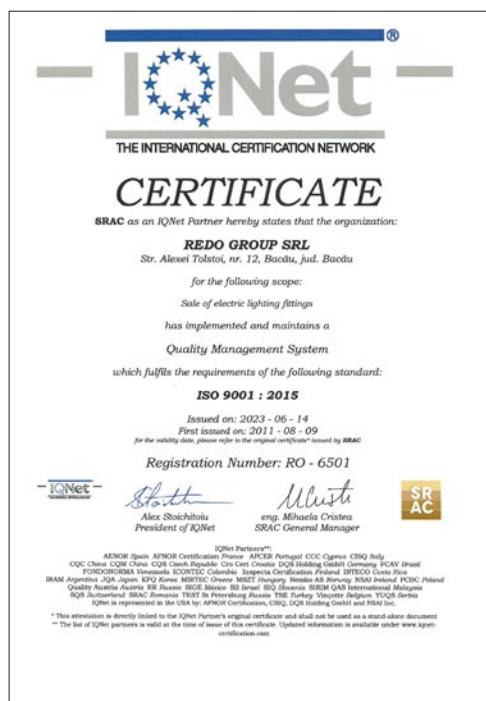 IQNet ®
THE INTERNATIONAL CERTIFICATION NETWORK
CERTIFICATE
SRAC as an IQNet Partner hereby states that the organization:
REDO GROUP SRL
Str. Alexei Tolstoi, nr. 12, Bacău, jud. Bacău
for the following scope:
Sale of electric lighting fittings
has implemented and maintains a
Quality Management System
which fulfils the requirements of the following standard:
ISO 9001 : 2015
Issued on: 2023 - 06 - 14
First issued on: 2011 - 08 - 09
for the validity date, please refer to the original certificate* issued by SRAC
Registration Number: RO - 6501
IQNet
SR
AC
Alex Stoichitoiu
President of IQNet
eng. Mihaela Cristea
SRAC General Manager
IQNet Partners**:
AENOR Spain AFNOR Certification France APCER Portugal CCC Cyprus CISQ Italy
CQC China CQM China CQS Czech Republic Cro Cert Croatia DQS Holding GmbH Germany FCAV Brazil
FONDONORMA Venezuela ICONTEC Colombia Inspecta Certification Finland INTECO Costa Rica
IRAM Argentina JQA Japan KFQ Korea MIRTEC Greece MSZT Hungary Nemko AS Norway NSAI Ireland PCBC Poland
Quality Austria Austria RR Russia SIGE México SII Israel SIQ Slovenia SIRIM QAS International Malaysia
SQS Switzerland SRAC Romania TEST St Petersburg Russia TSE Turkey Vinçotte Belgium YUQS Serbia
IQNet is represented in the USA by: AFNOR Certification, CISQ, DQS Holding GmbH and NSAI Inc.
* This attestation is directly linked to the IQNet Partner's original certificate and shall not be used as a stand-alone document
** The list of IQNet partners is valid at the time of issue of this certificate. Updated information is available under www.iqnet-
certification.com